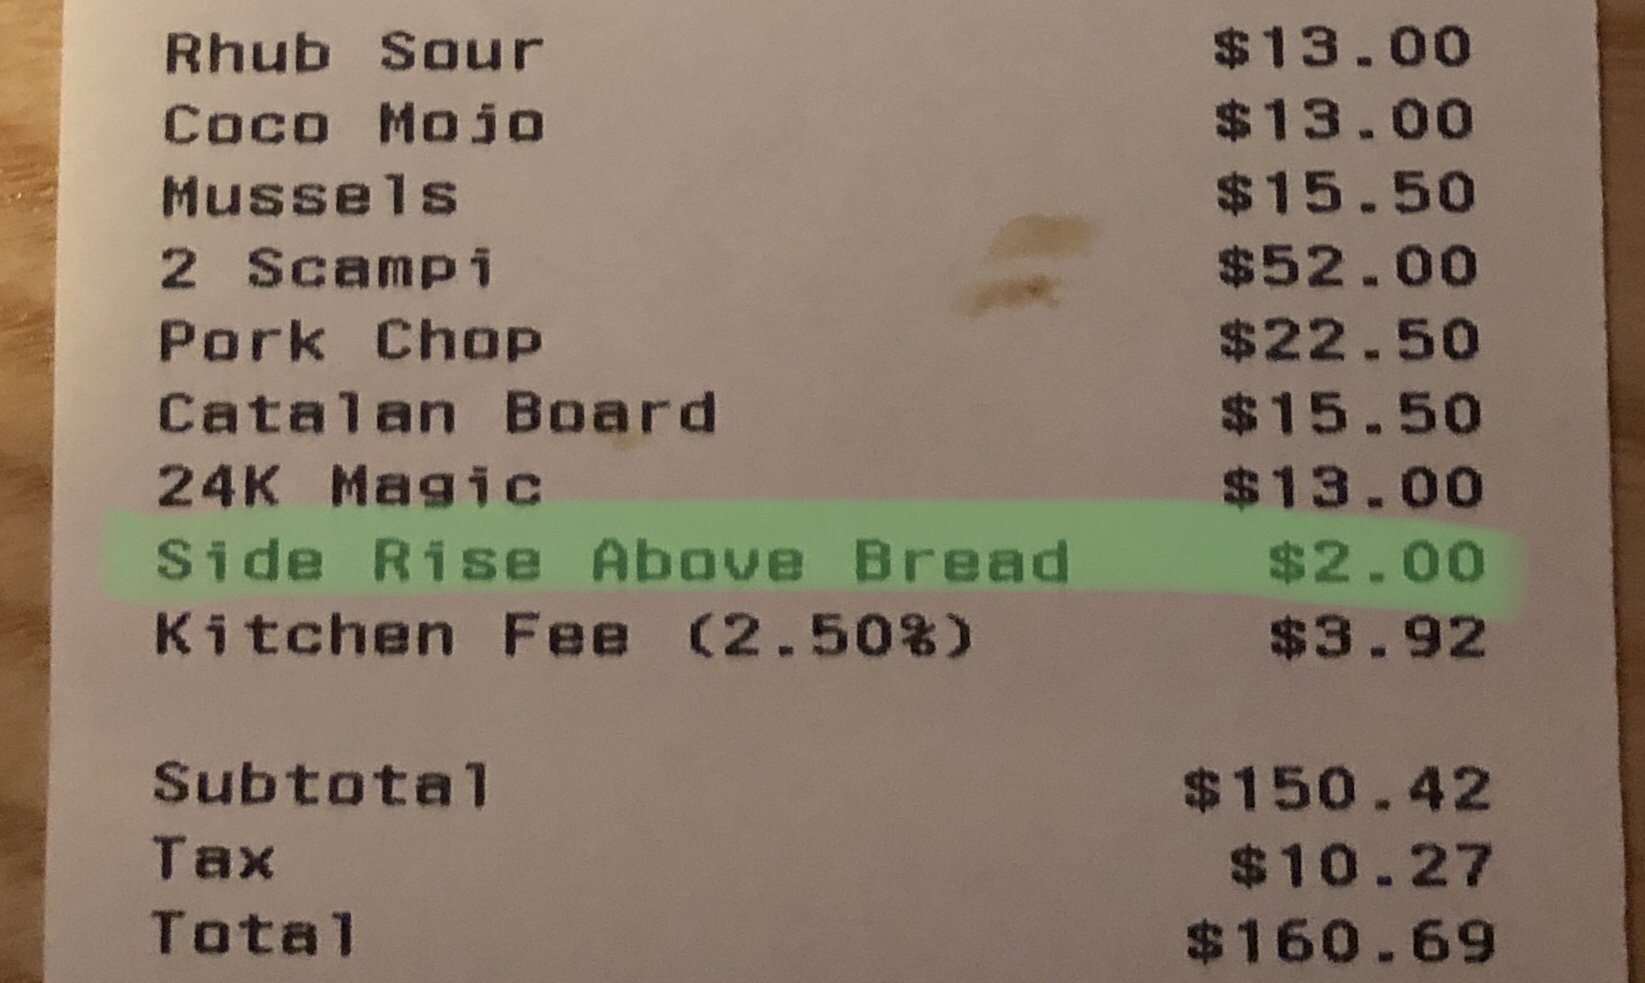 Rhub Sour $13.00
Coco Mojo $13.00
Mussels $15.50
2 Scampi $52.00
Pork Chop $22.50
Catalan Board $15.50
24K Magic $13.00
Side Rise Above Bread $2.00
Kitchen Fee (2.50%) $3.92
Subtotal $150.42
Tax $10.27
Total $160.69